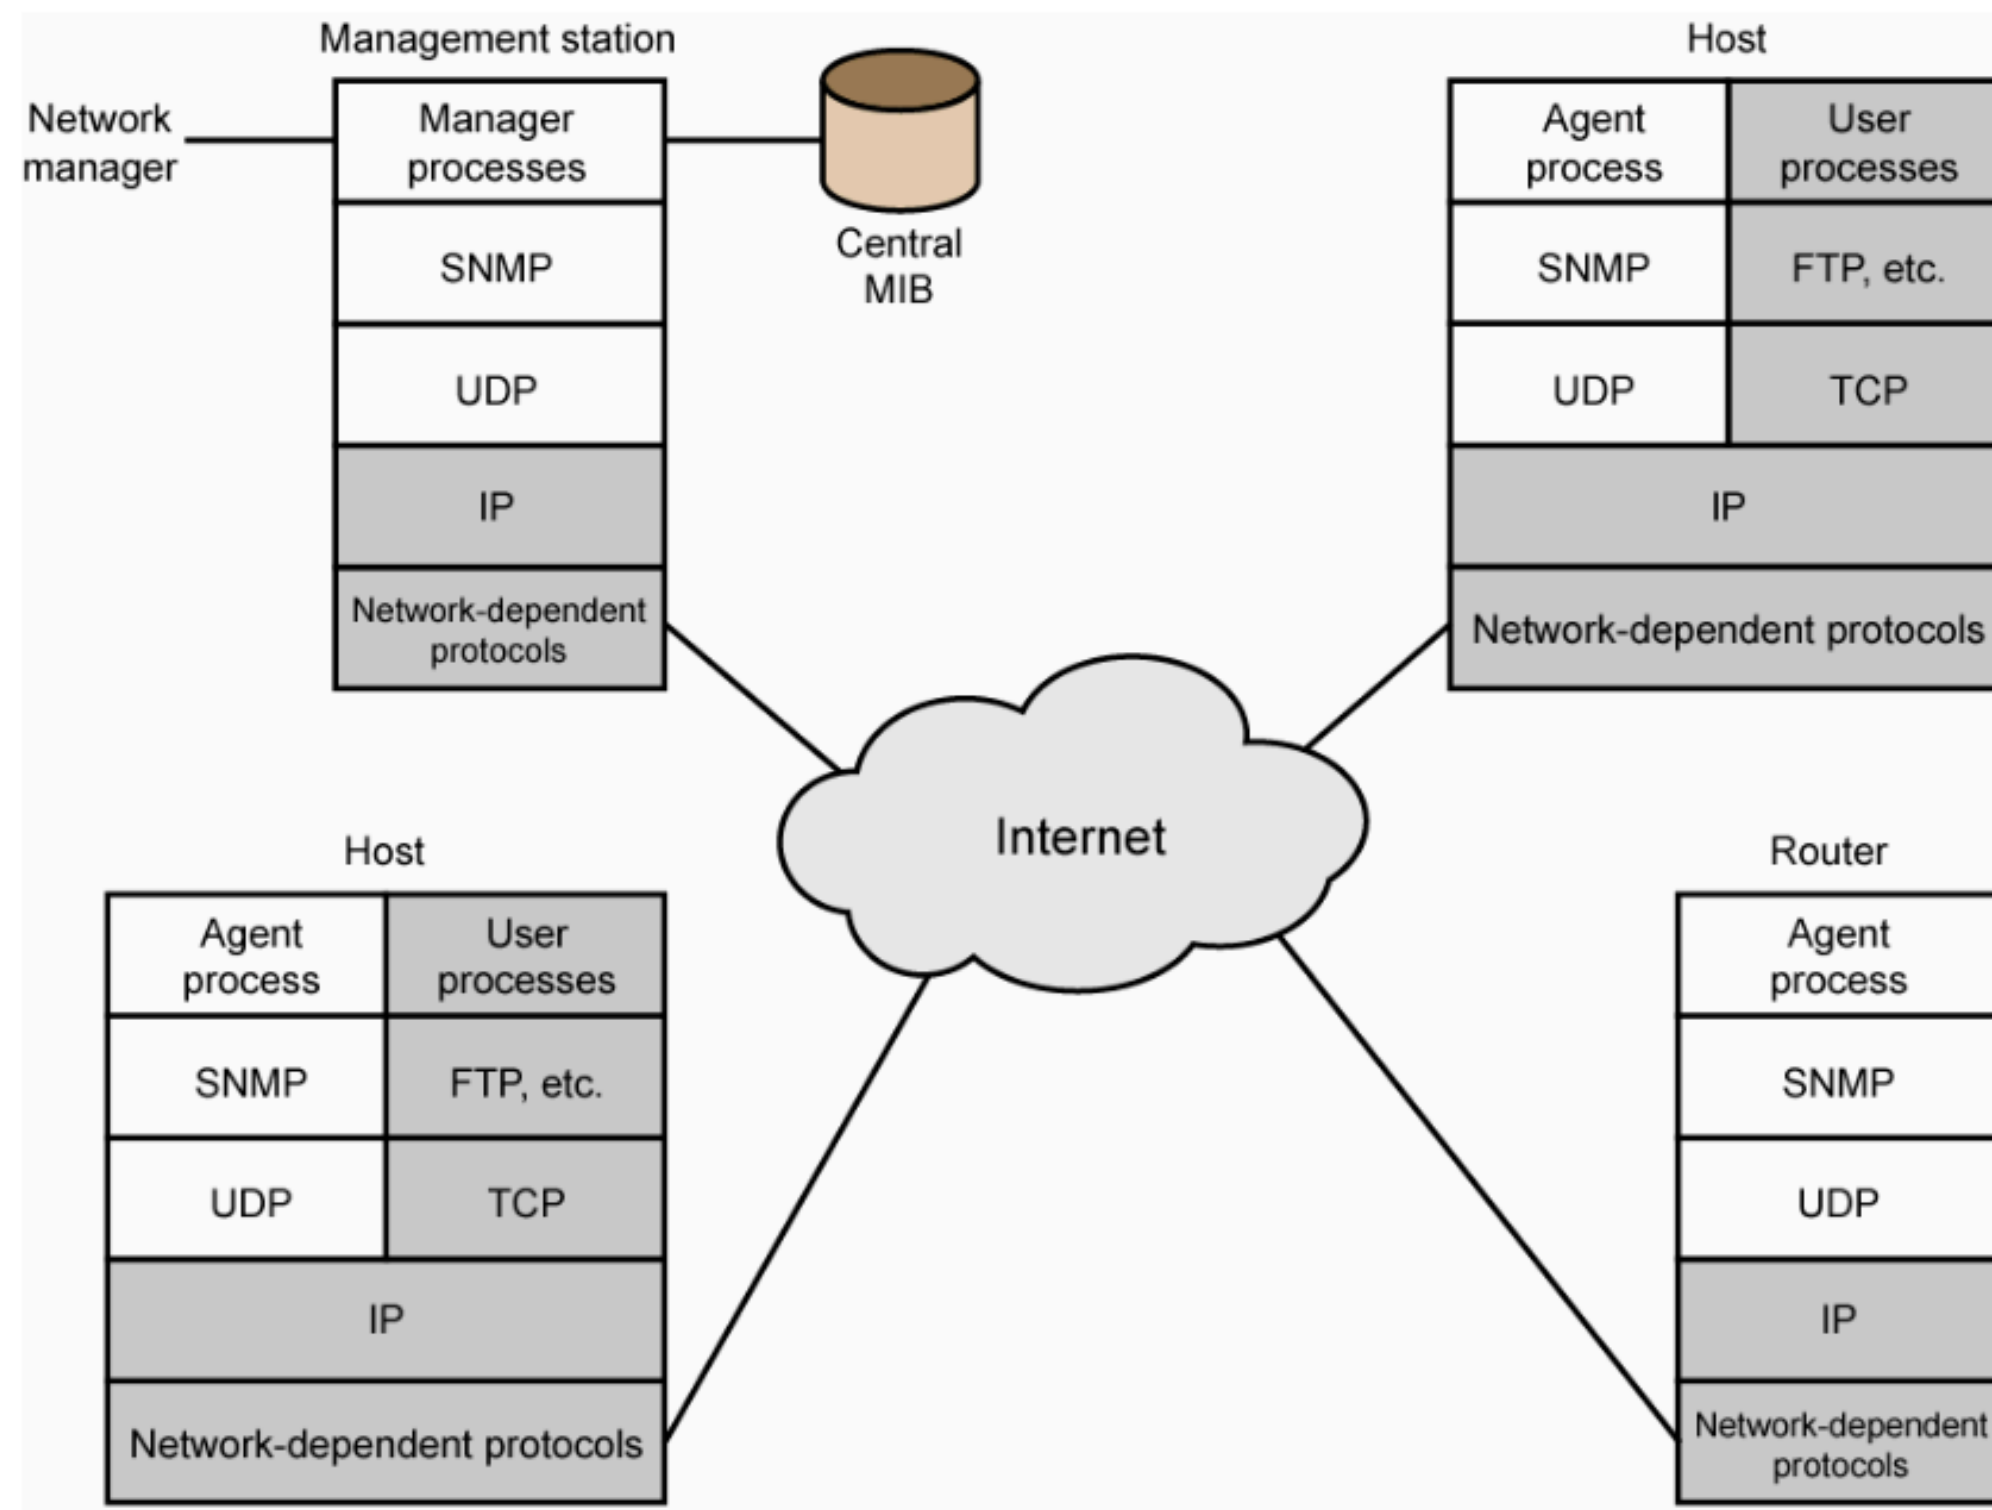 Management station
Network
manager
Manager
processes
SNMP
UDP
IP
Network-dependent
protocols
Central
MIB
Host
Agent
process
User
processes
SNMP
FTP, etc.
UDP
TCP
IP
Network-dependent protocols
Internet
Host
Agent
process
User
processes
SNMP
FTP, etc.
UDP
TCP
IP
Network-dependent protocols
Router
Agent
process
SNMP
UDP
IP
Network-dependent
protocols